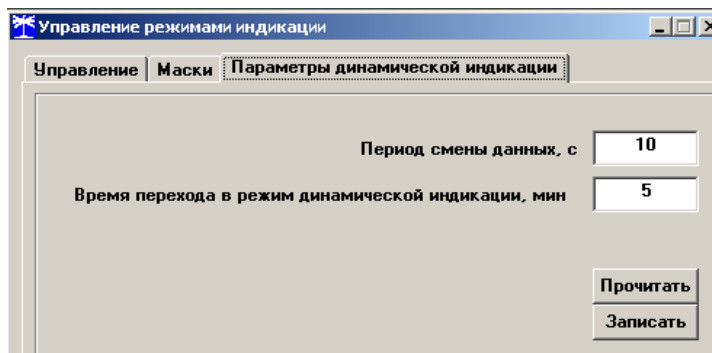 Управление режимами индикации
Управление Маски Параметры динамической индикации
Период смены данных, с 10
Время перехода в режим динамической индикации, мин 5
Прочитать
Записать